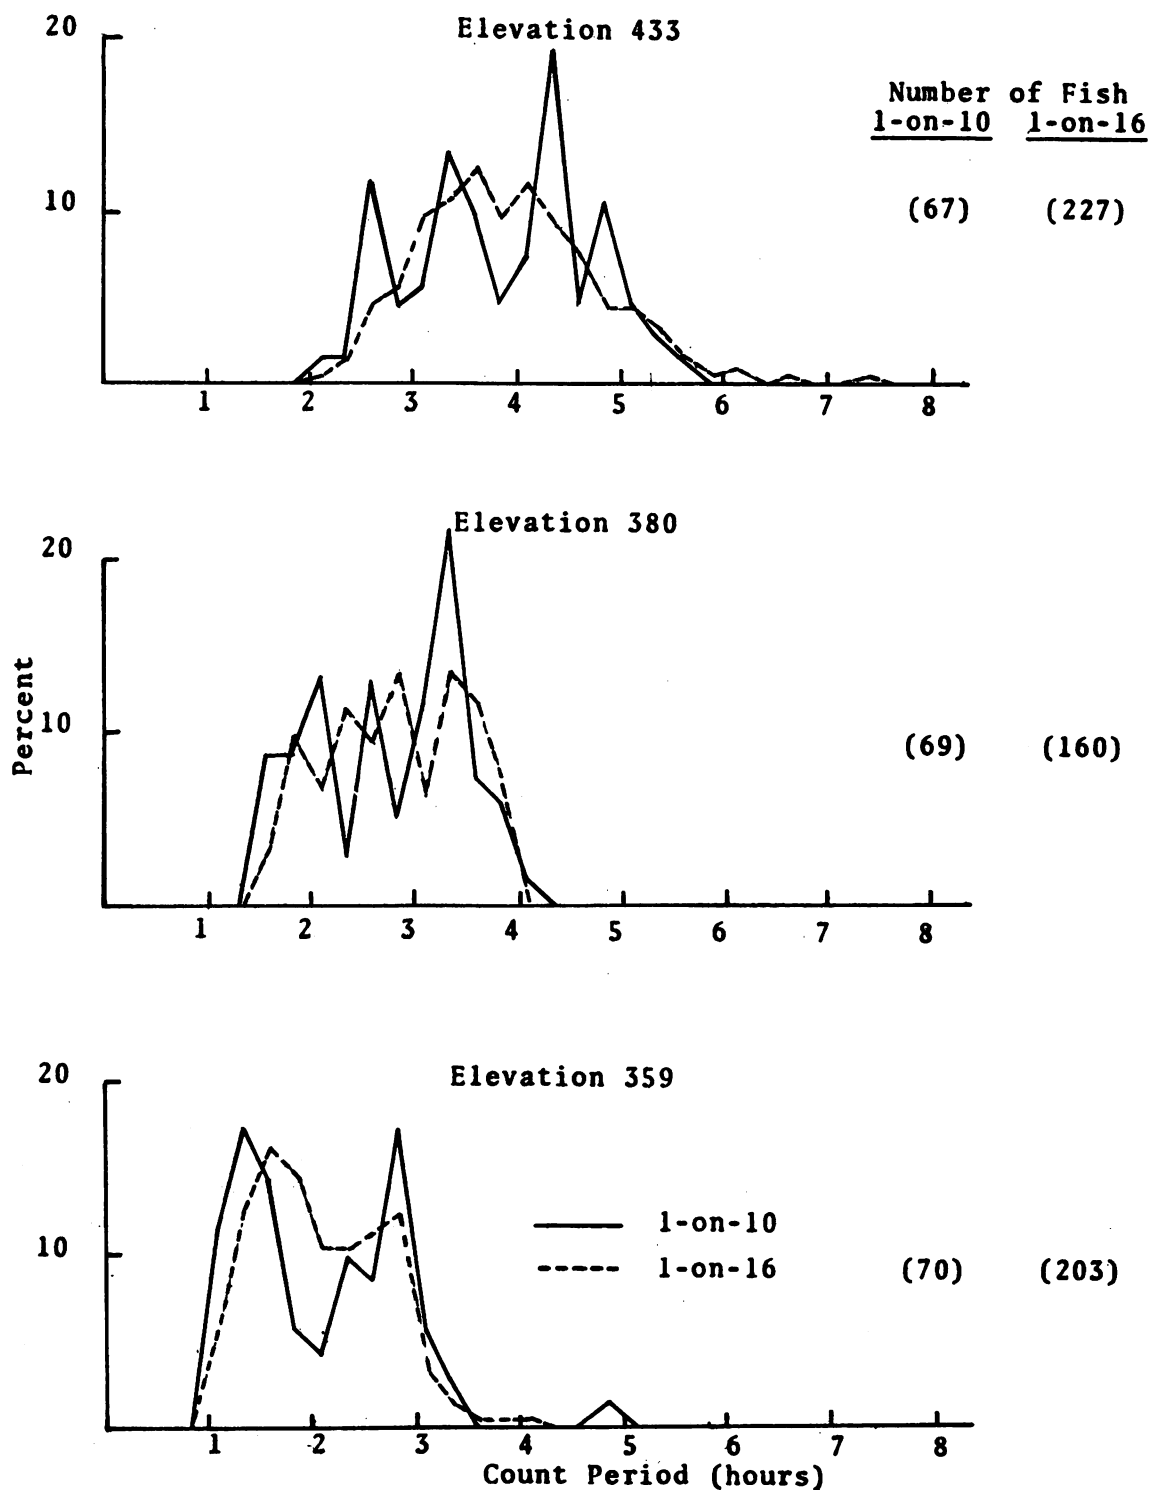 Elevation 433
20
10
1 2 3 4 5 6 7 8
Number of Fish
1-on-10 1-on-16
(67) (227)
Elevation 380
20
10
1 2 3 4 5 6 7 8
(69) (160)
Percent
Elevation 359
20
10
1-on-10
1-on-16
(70) (203)
1 2 3 4 5 6 7 8
Count Period (hours)